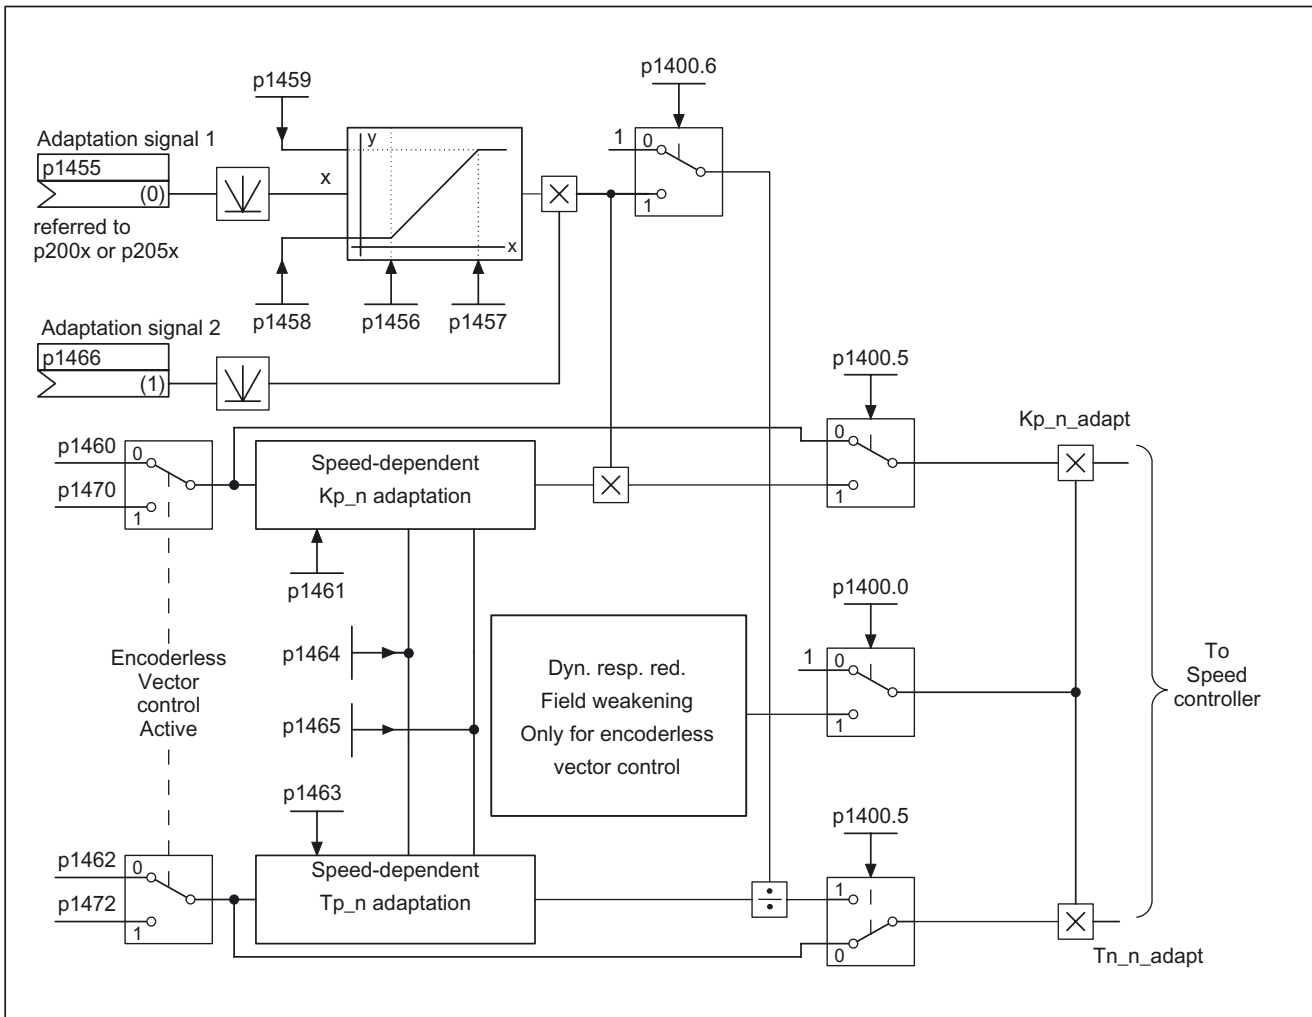 p1459
p1400.6
Adaptation signal 1
p1455
(0)
referred to
p200x or p205x
x
y
x
1
0
1
p1458
p1456
p1457
Adaptation signal 2
p1466
(1)
p1400.5
0
1
Kp_n_adapt
p1460
0
p1470
1
Speed-dependent
Kp_n adaptation
p1461
p1400.0
1
0
1
Encoderless
Vector
control
Active
p1464
p1465
p1463
Dyn. resp. red.
Field weakening
Only for encoderless
vector control
To
Speed
controller
p1400.5
1
0
p1462
0
p1472
1
Speed-dependent
Tp_n adaptation
Tn_n_adapt